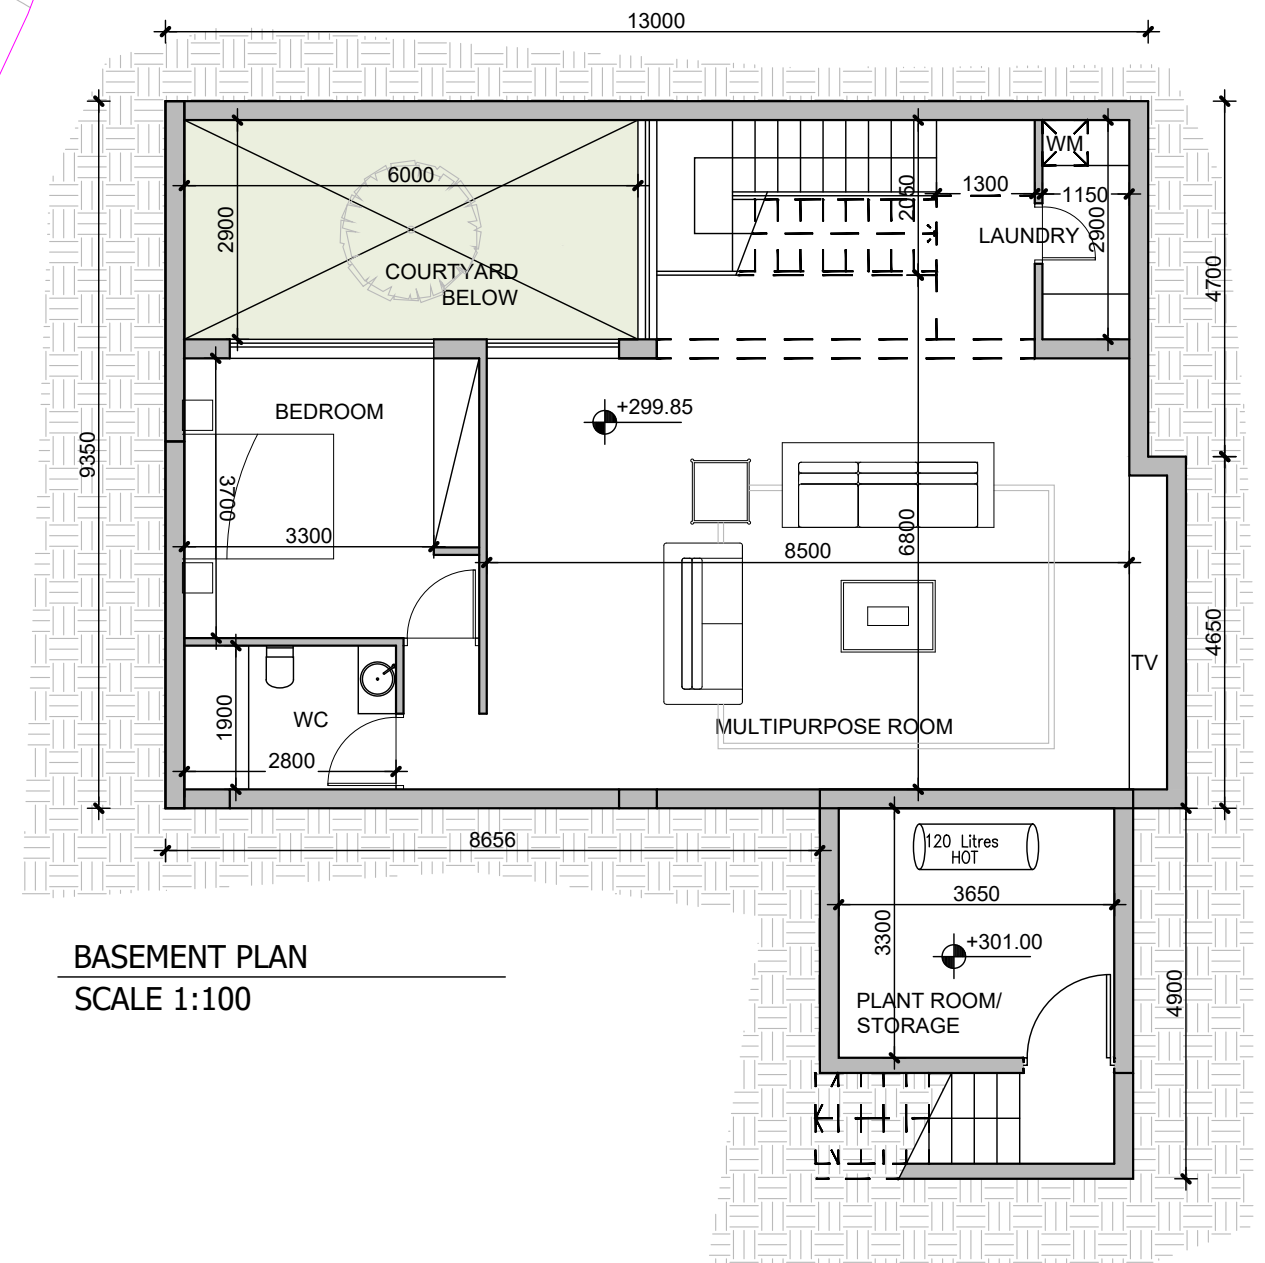 13000
6000
2900
COURTYARD
BELOW
2050
1300
WM
1150
2900
LAUNDRY
4700
9350
BEDROOM
+299.85
3700
3300
8500
6800
4650
TV
1900
WC
2800
MULTIPURPOSE ROOM
8656
120 Litres
HOT
3650
3300
+301.00
PLANT ROOM/
STORAGE
4900
BASEMENT PLAN
SCALE 1:100